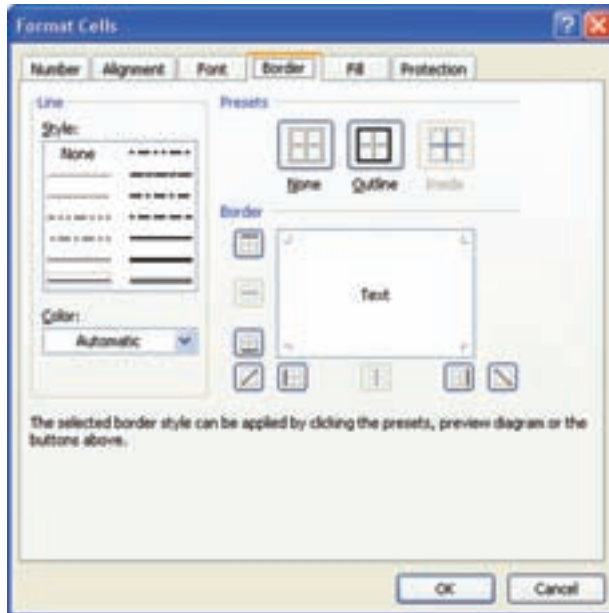 Format Cells
Number Alignment Font Border Fill Protection
Line
Style:
None
Color:
Automatic
Presets
None Outline Inside
Border
Text
The selected border style can be applied by clicking the presets, preview diagram or the
buttons above.
OK Cancel